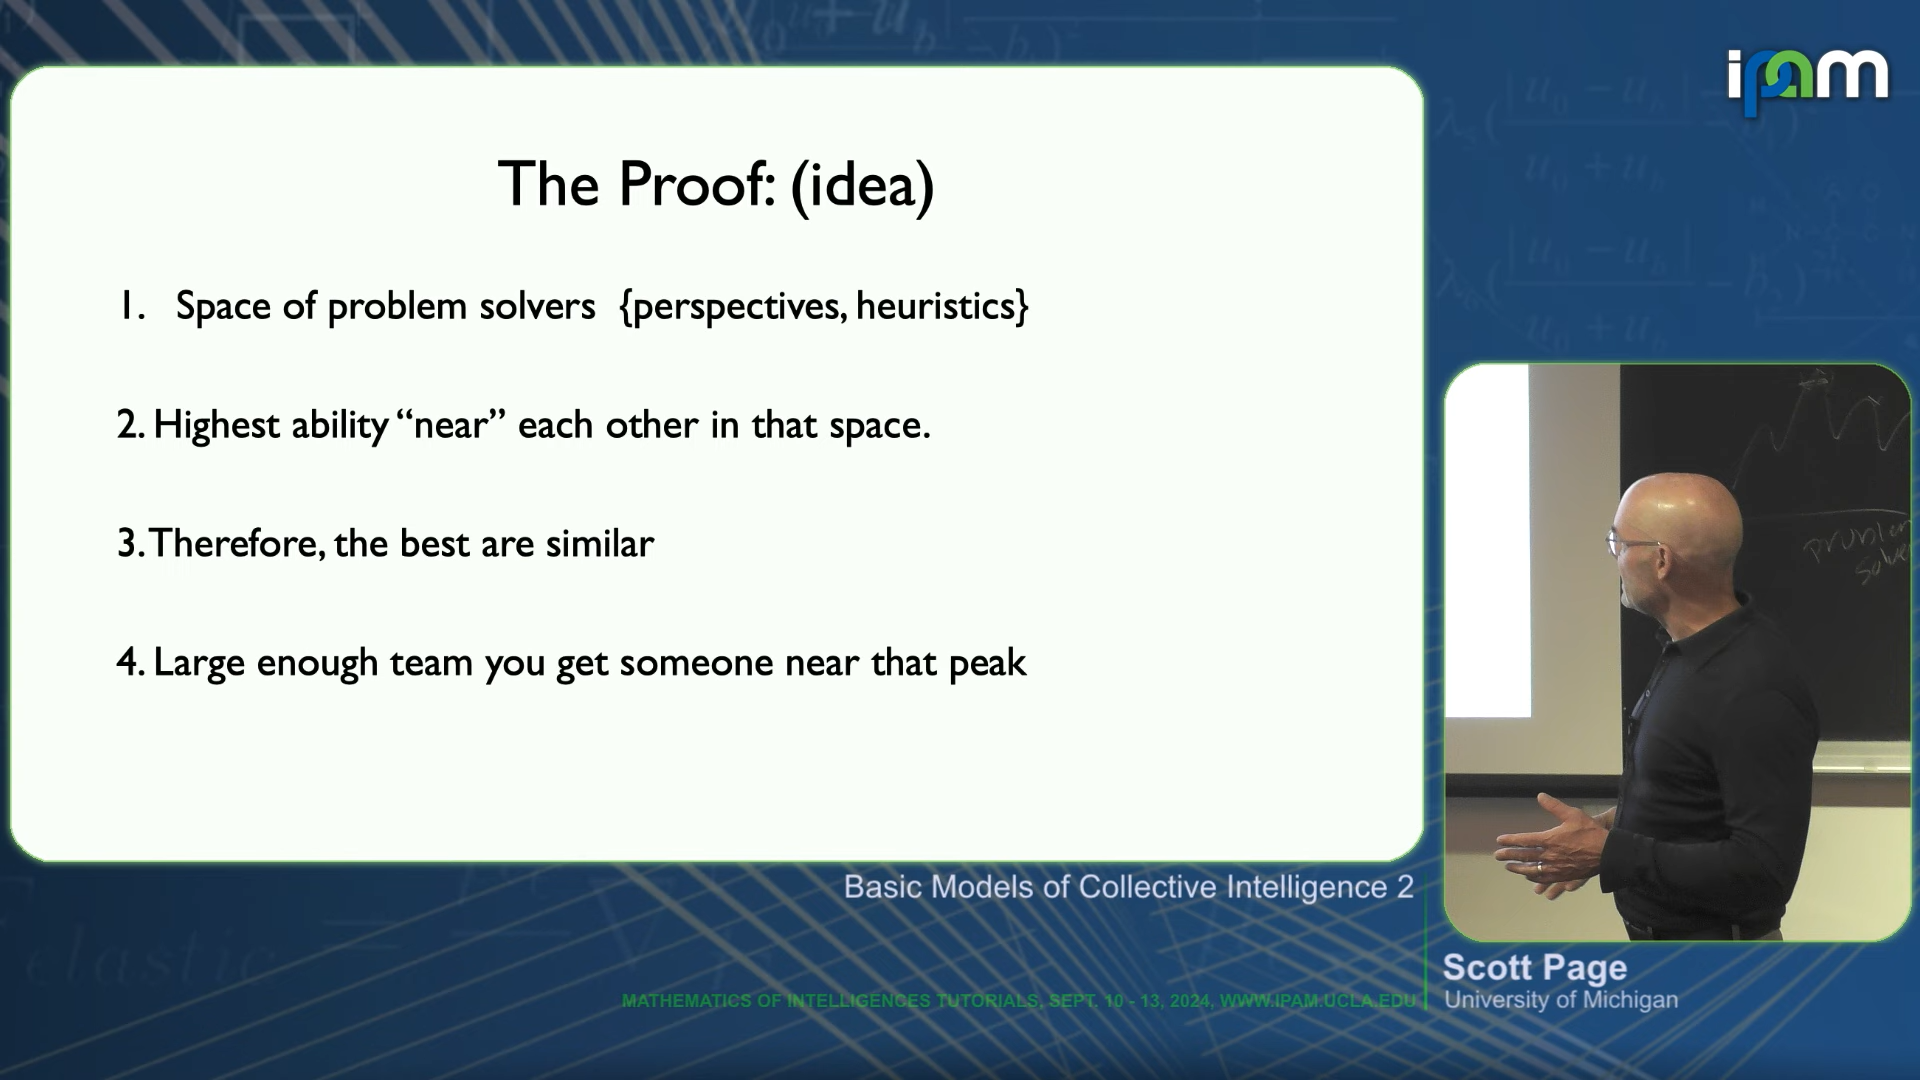 ipam
The Proof: (idea)
1. Space of problem solvers {perspectives, heuristics}
2. Highest ability “near” each other in that space.
3. Therefore, the best are similar
4. Large enough team you get someone near that peak
problem
Basic Models of Collective Intelligence 2
Scott Page
University of Michigan
MATHEMATICS OF INTELLIGENCES TUTORIALS, SEPT. 10 - 13, 2024, WWW.IPAM.UCLA.EDU
elastic